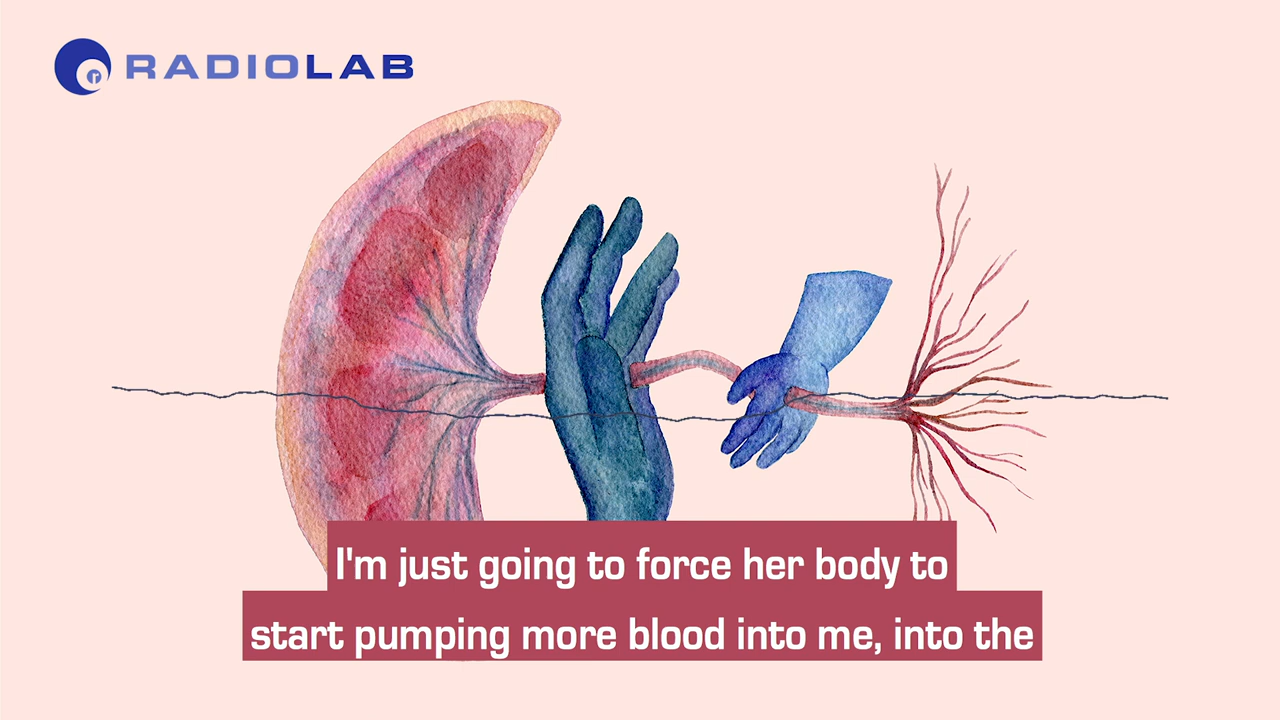 RADIOLAB
I'm just going to force her body to
start pumping more blood into me, into the